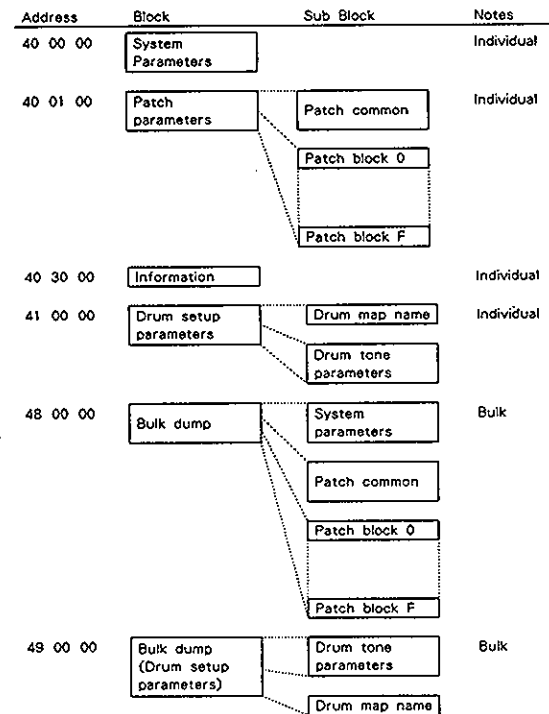 Address Block Sub Block Notes
40 00 00 System Parameters Individual
40 01 00 Patch parameters Patch common Individual
Patch block 0
Patch block F
40 30 00 Information Individual
41 00 00 Drum setup parameters Drum map name Individual
Drum tone parameters
48 00 00 Bulk dump System parameters Bulk
Patch common
Patch block 0
Patch block F
49 00 00 Bulk dump (Drum setup parameters) Drum tone parameters Bulk
Drum map name